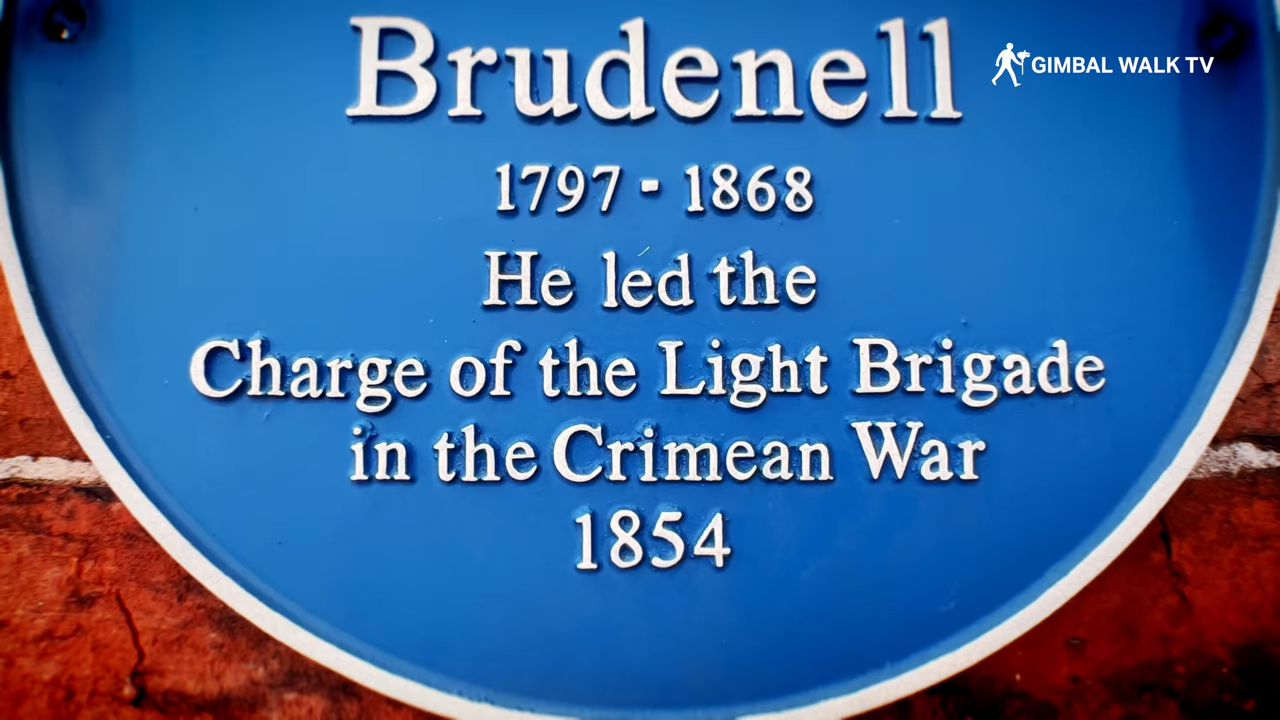 Brudenell
GIMBAL WALK TV
1797 - 1868
He led the
Charge of the Light Brigade
in the Crimean War
1854